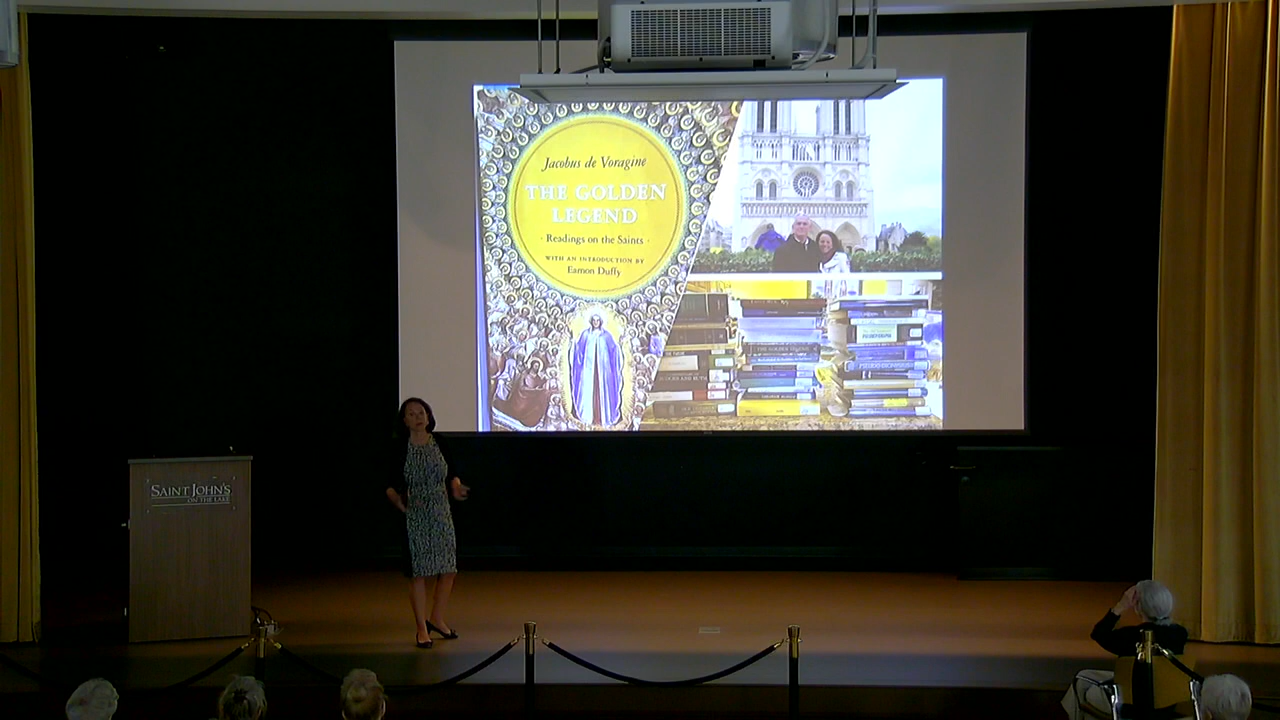 Jacobus de Voragine
THE GOLDEN
LEGEND
· Readings on the Saints ·
WITH AN INTRODUCTION BY
Eamon Duffy
SAINT JOHN'S
ON THE LAKE